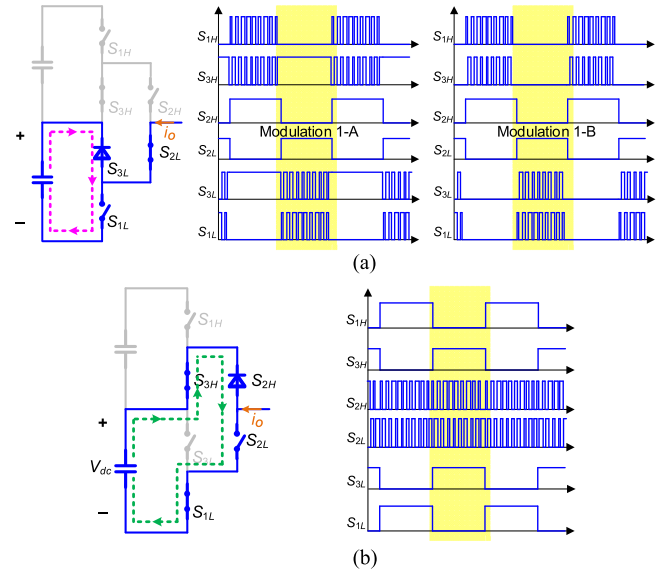 S1H
S3H
S2H
io
S2L
S3L
S1L
+
–
S1H
S3H
S2H
Modulation 1-A
S2L
S3L
S1L
S1H
S3H
S2H
Modulation 1-B
S2L
S3L
S1L
(a)
S1H
S3H
S2H
io
S2L
S3L
S1L
+
Vdc
–
S1H
S3H
S2H
S2L
S3L
S1L
(b)